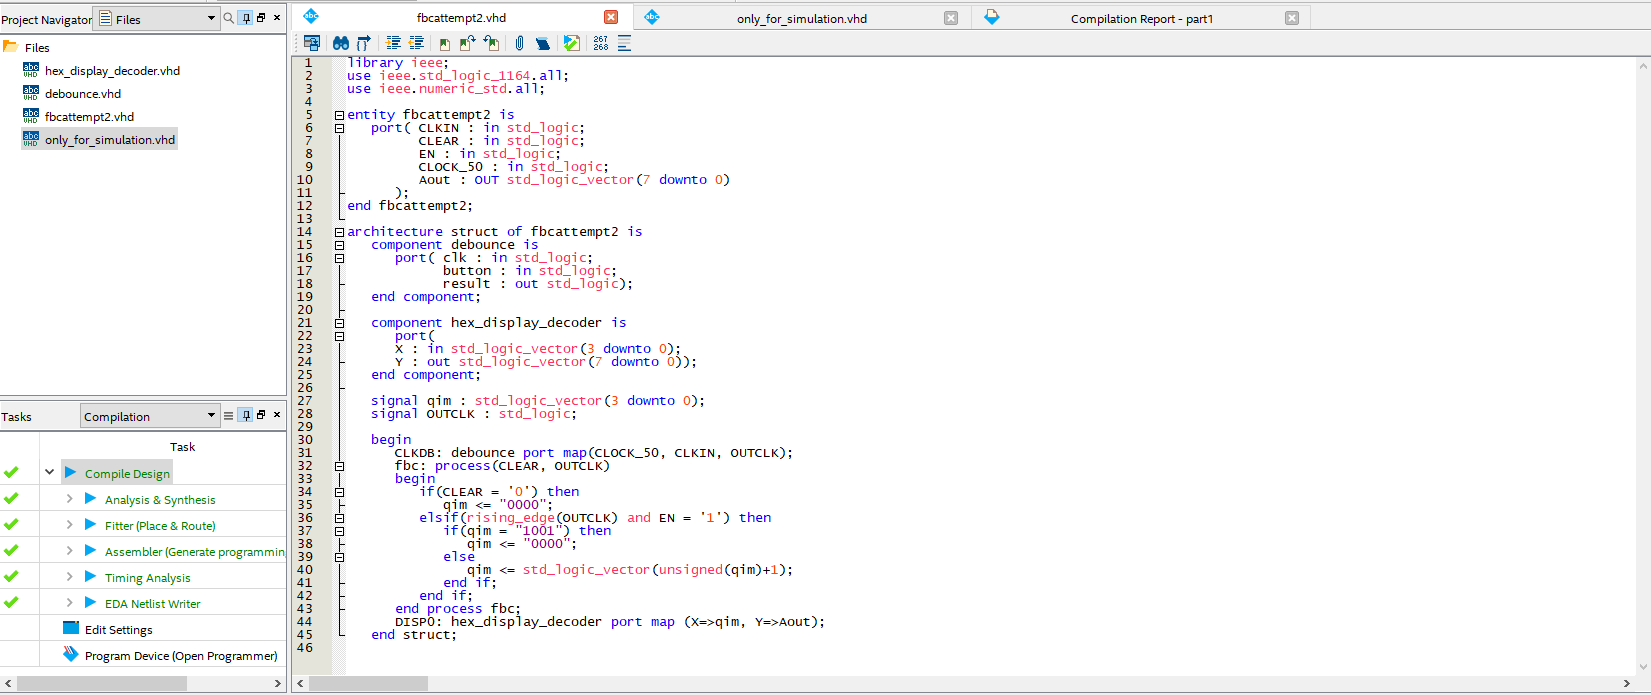 Project Navigator Files
Files
hex_display_decoder.vhd
debounce.vhd
fbcattempt2.vhd
only_for_simulation.vhd
Tasks Compilation
Task
Compile Design
Analysis & Synthesis
Fitter (Place & Route)
Assembler (Generate programmin
Timing Analysis
EDA Netlist Writer
Edit Settings
Program Device (Open Programmer)
fbcattempt2.vhd only_for_simulation.vhd Compilation Report - part1
267
268
1 library ieee;
2 use ieee.std_logic_1164.all;
3 use ieee.numeric_std.all;
4
5 entity fbcattempt2 is
6 port( CLKIN : in std_logic;
7 CLEAR : in std_logic;
8 EN : in std_logic;
9 CLOCK_50 : in std_logic;
10 Aout : OUT std_logic_vector(7 downto 0)
11 );
12 end fbcattempt2;
13
14 architecture struct of fbcattempt2 is
15 component debounce is
16 port( clk : in std_logic;
17 button : in std_logic;
18 result : out std_logic);
19 end component;
20
21 component hex_display_decoder is
22 port(
23 X : in std_logic_vector(3 downto 0);
24 Y : out std_logic_vector(7 downto 0));
25 end component;
26
27 signal qim : std_logic_vector(3 downto 0);
28 signal OUTCLK : std_logic;
29
30 begin
31 CLKDB: debounce port map(CLOCK_50, CLKIN, OUTCLK);
32 fbc: process(CLEAR, OUTCLK)
33 begin
34 if(CLEAR = '0') then
35 qim <= "0000";
36 elsif(rising_edge(OUTCLK) and EN = '1') then
37 if(qim = "1001") then
38 qim <= "0000";
39 else
40 qim <= std_logic_vector(unsigned(qim)+1);
41 end if;
42 end if;
43 end process fbc;
44 DISP0: hex_display_decoder port map (X=>qim, Y=>Aout);
45 end struct;
46